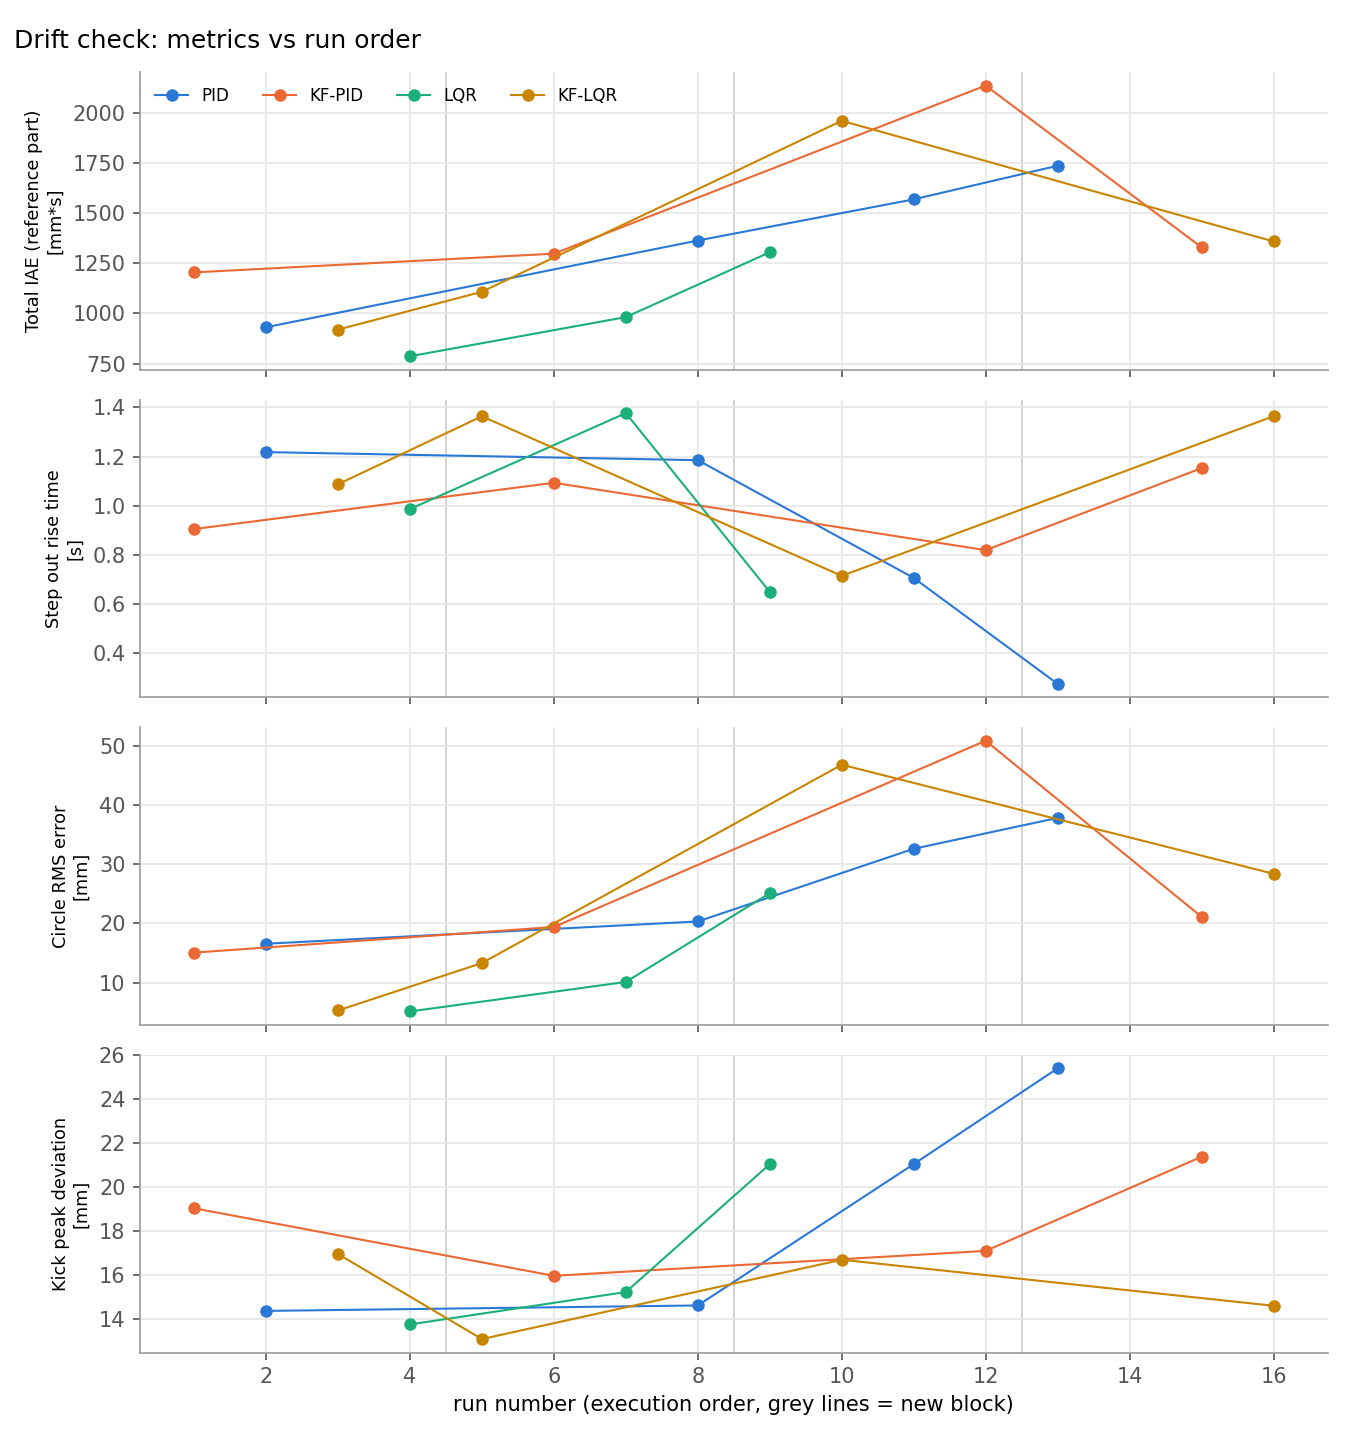 Drift check: metrics vs run order
PID KF-PID LQR KF-LQR
Total IAE (reference part)
[mm*s]
2000
1750
1500
1250
1000
750
Step out rise time
[s]
1.4
1.2
1.0
0.8
0.6
0.4
Circle RMS error
[mm]
50
40
30
20
10
Kick peak deviation
[mm]
26
24
22
20
18
16
14
2 4 6 8 10 12 14 16
run number (execution order, grey lines = new block)